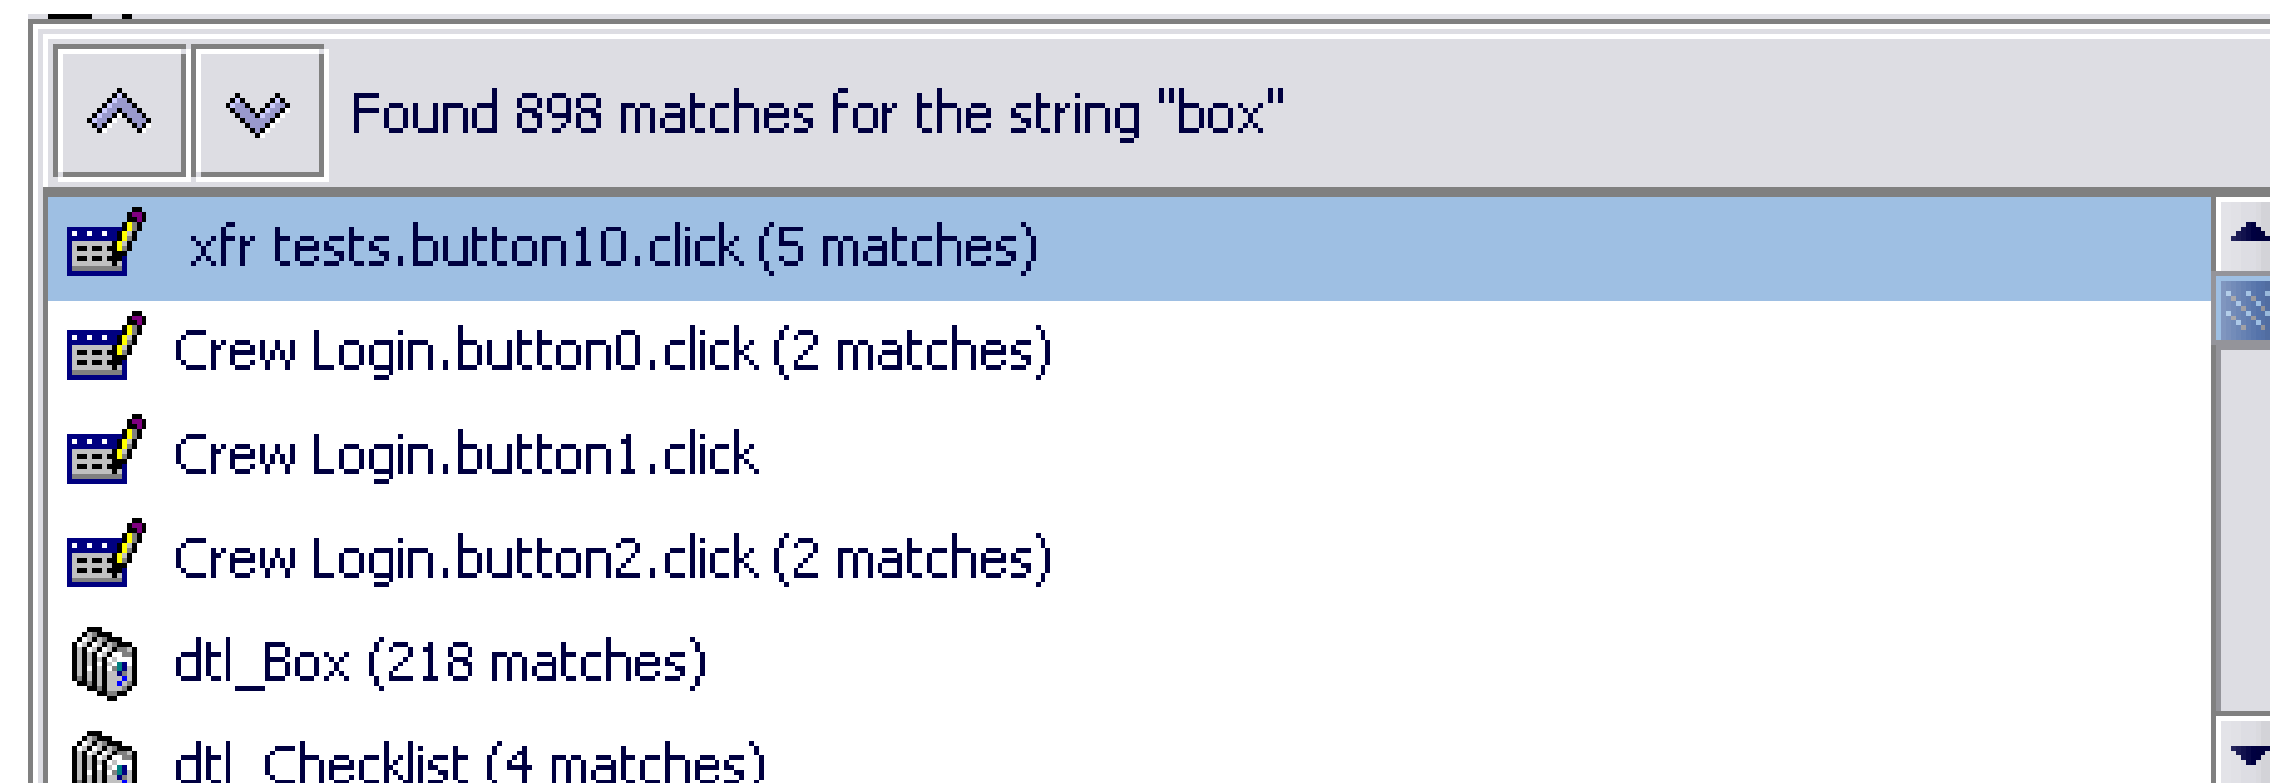 Found 898 matches for the string "box"
xfr tests.button10.click (5 matches)
Crew Login.button0.click (2 matches)
Crew Login.button1.click
Crew Login.button2.click (2 matches)
dtl_Box (218 matches)
dtl_Checklist (4 matches)